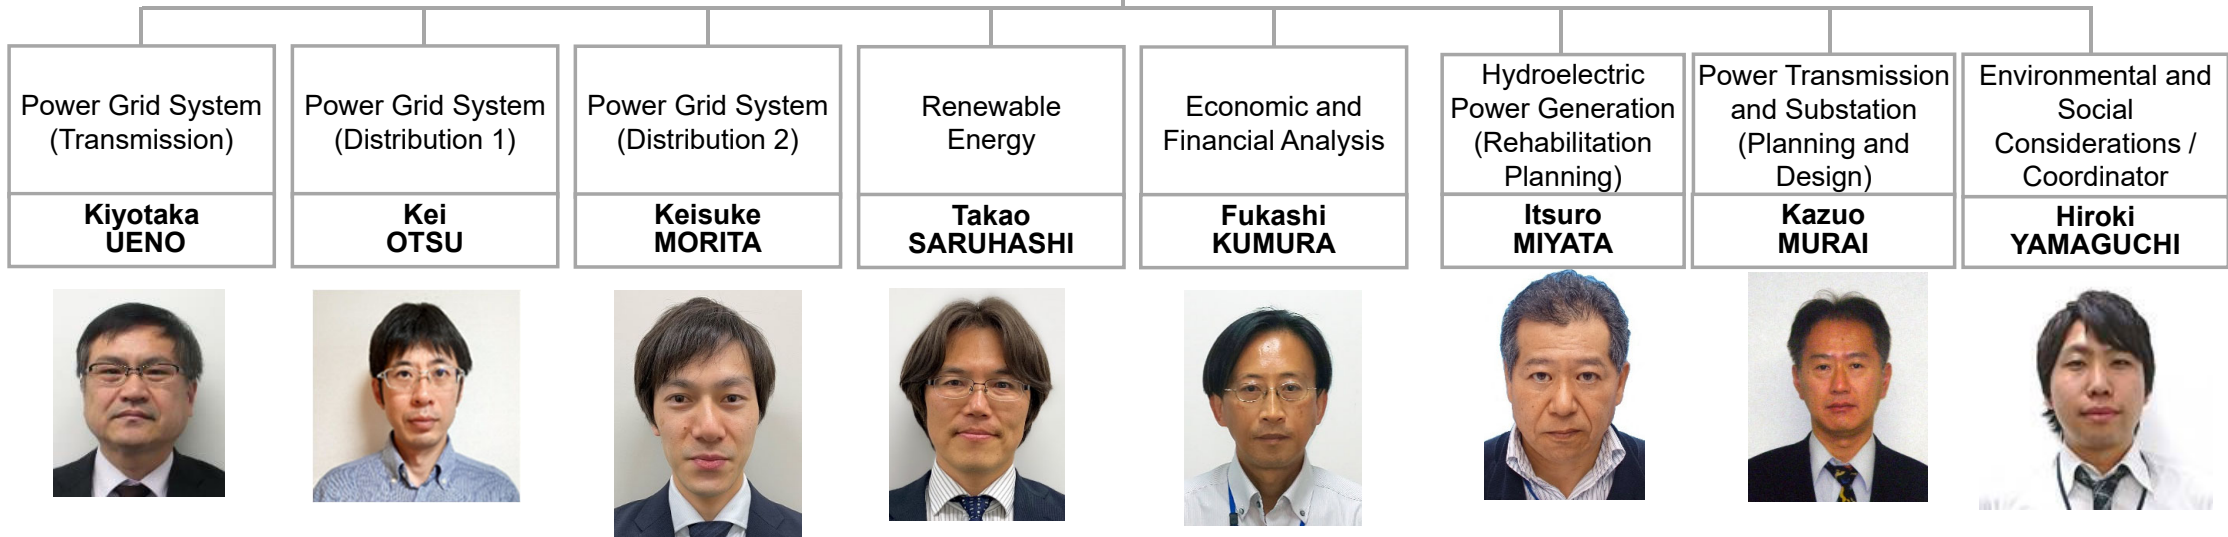 Power Grid System
(Transmission)
Kiyotaka
UENO
Power Grid System
(Distribution 1)
Kei
OTSU
Power Grid System
(Distribution 2)
Keisuke
MORITA
Renewable
Energy
Takao
SARUHASHI
Economic and
Financial Analysis
Fukashi
KUMURA
Hydroelectric
Power Generation
(Rehabilitation
Planning)
Itsuro
MIYATA
Power Transmission
and Substation
(Planning and
Design)
Kazuo
MURAI
Environmental and
Social
Considerations /
Coordinator
Hiroki
YAMAGUCHI